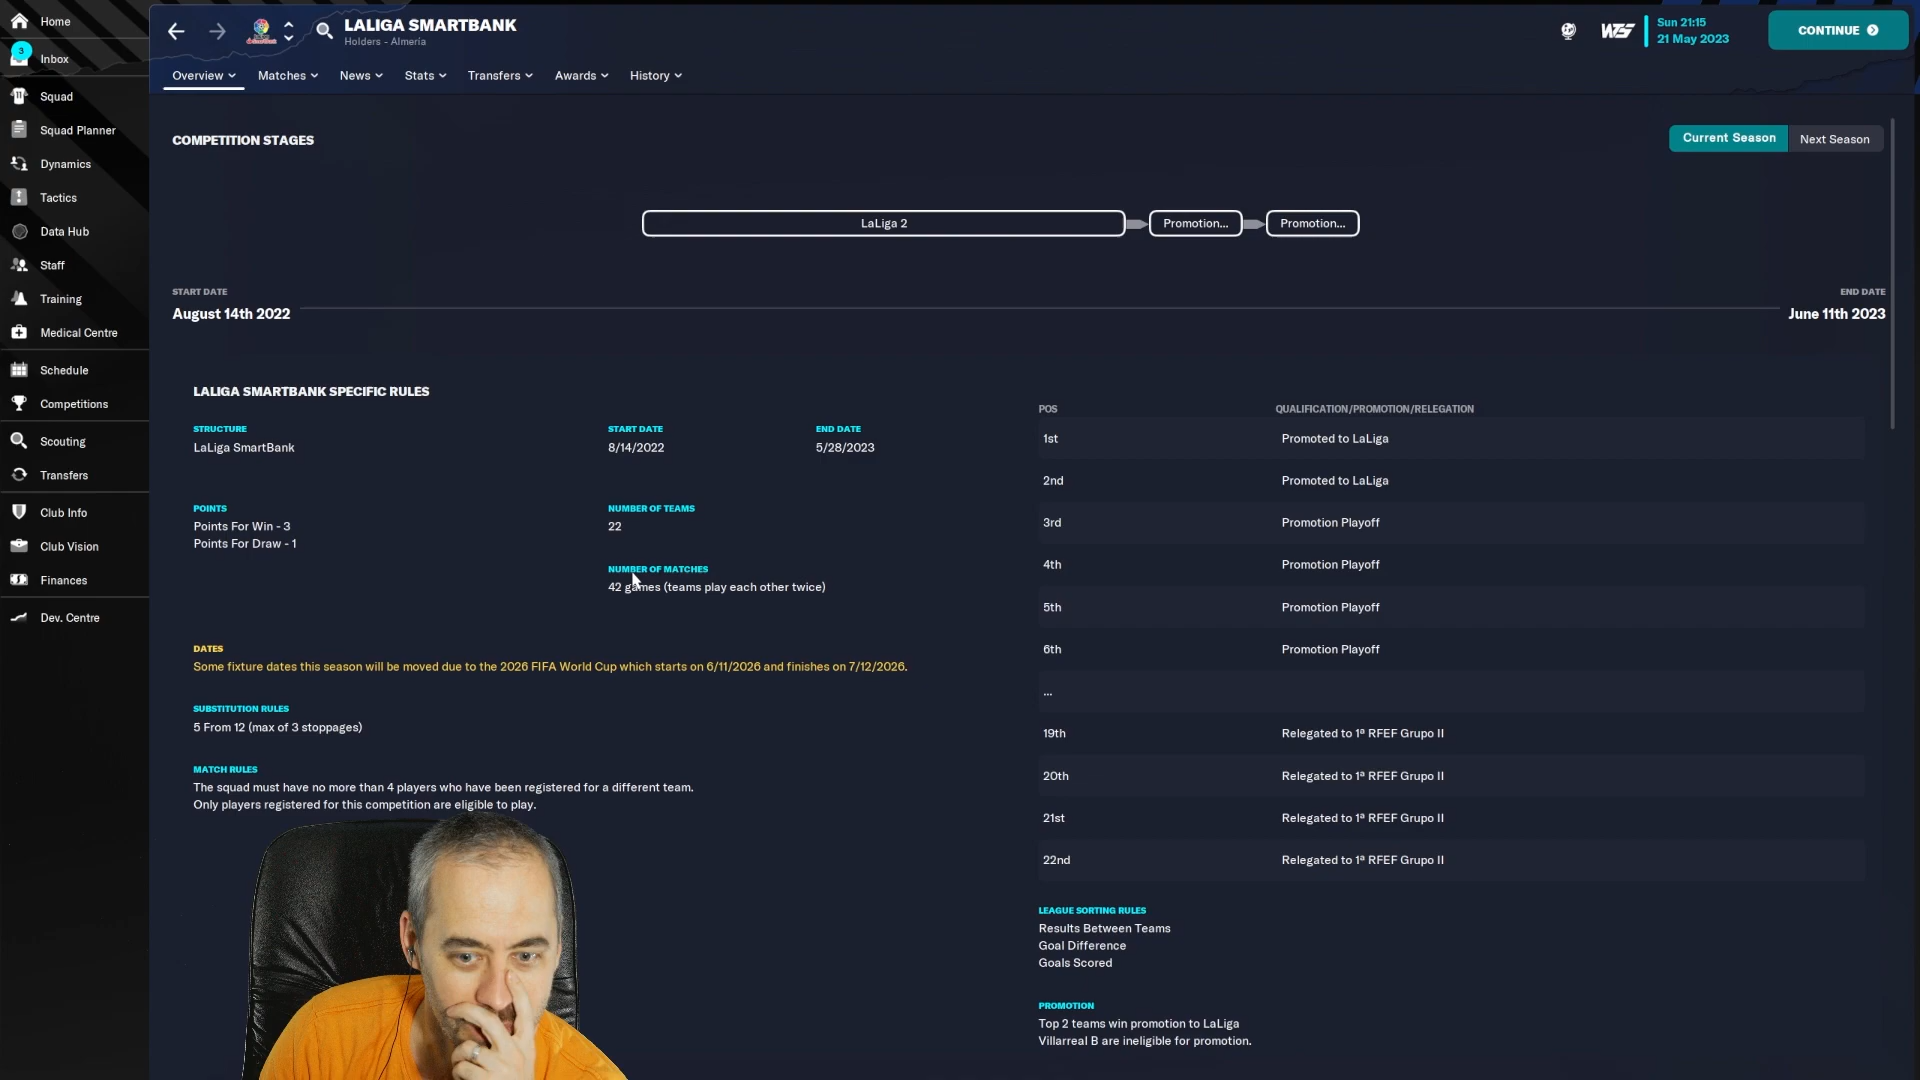 Home
3
Inbox
Squad
Squad Planner
Dynamics
Tactics
Data Hub
Staff
Training
Medical Centre
Schedule
Competitions
Scouting
Transfers
Club Info
Club Vision
Finances
Dev. Centre
LALIGA SMARTBANK
Holders - Almería
Sun 21:15
21 May 2023
CONTINUE
Overview
Matches
News
Stats
Transfers
Awards
History
COMPETITION STAGES
Current Season
Next Season
LaLiga 2
Promotion...
Promotion...
START DATE
August 14th 2022
END DATE
June 11th 2023
LALIGA SMARTBANK SPECIFIC RULES
STRUCTURE
LaLiga SmartBank
START DATE
8/14/2022
END DATE
5/28/2023
POINTS
Points For Win - 3
Points For Draw - 1
NUMBER OF TEAMS
22
NUMBER OF MATCHES
42 games (teams play each other twice)
DATES
Some fixture dates this season will be moved due to the 2026 FIFA World Cup which starts on 6/11/2026 and finishes on 7/12/2026.
SUBSTITUTION RULES
5 From 12 (max of 3 stoppages)
MATCH RULES
The squad must have no more than 4 players who have been registered for a different team.
Only players registered for this competition are eligible to play.
POS
QUALIFICATION/PROMOTION/RELEGATION
1st
Promoted to LaLiga
2nd
Promoted to LaLiga
3rd
Promotion Playoff
4th
Promotion Playoff
5th
Promotion Playoff
6th
Promotion Playoff
...
19th
Relegated to 1ª RFEF Grupo II
20th
Relegated to 1ª RFEF Grupo II
21st
Relegated to 1ª RFEF Grupo II
22nd
Relegated to 1ª RFEF Grupo II
LEAGUE SORTING RULES
Results Between Teams
Goal Difference
Goals Scored
PROMOTION
Top 2 teams win promotion to LaLiga
Villarreal B are ineligible for promotion.